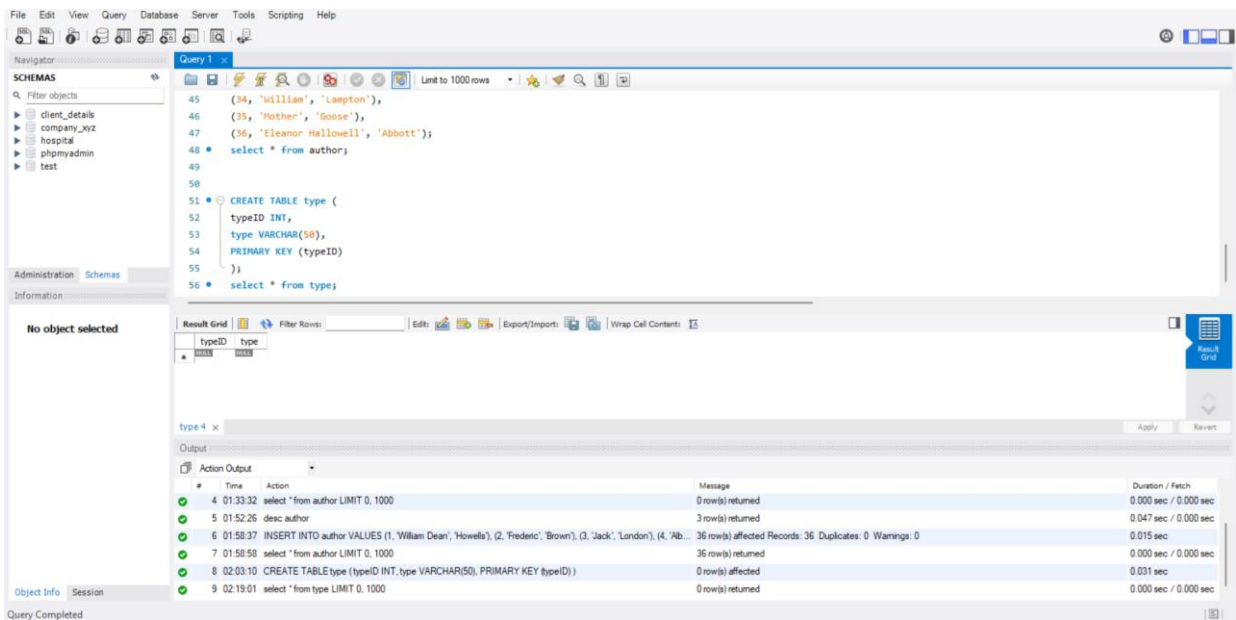 File Edit View Query Database Server Tools Scripting Help
Navigator
SCHEMAS
Filter objects
client_details
company_xyz
hospital
phpmyadmin
test
Administration Schemas
Information
No object selected
Object Info Session
Query Completed
Query 1
Limit to 1000 rows
45 (34, 'William', 'Lampton'),
46 (35, 'Mother', 'Goose'),
47 (36, 'Eleanor Hallowell', 'Abbott');
48 select * from author;
49
50
51 CREATE TABLE type (
52 typeID INT,
53 type VARCHAR(50),
54 PRIMARY KEY (typeID)
55 );
56 select * from type;
Result Grid Filter Rows: Edit: Export/Import: Wrap Cell Content:
typeID type
NULL NULL
Result Grid
type 4 Apply Revert
Output
Action Output
# Time Action Message Duration / Fetch
4 01:33:32 select * from author LIMIT 0, 1000 0 row(s) returned 0.000 sec / 0.000 sec
5 01:52:26 desc author 3 row(s) returned 0.047 sec / 0.000 sec
6 01:58:37 INSERT INTO author VALUES (1, 'William Dean', 'Howells'), (2, 'Frederic', 'Brown'), (3, 'Jack', 'London'), (4, 'Alb... 36 row(s) affected Records: 36 Duplicates: 0 Warnings: 0 0.015 sec
7 01:58:58 select * from author LIMIT 0, 1000 36 row(s) returned 0.000 sec / 0.000 sec
8 02:03:10 CREATE TABLE type ( typeID INT, type VARCHAR(50), PRIMARY KEY (typeID) ) 0 row(s) affected 0.031 sec
9 02:19:01 select * from type LIMIT 0, 1000 0 row(s) returned 0.000 sec / 0.000 sec